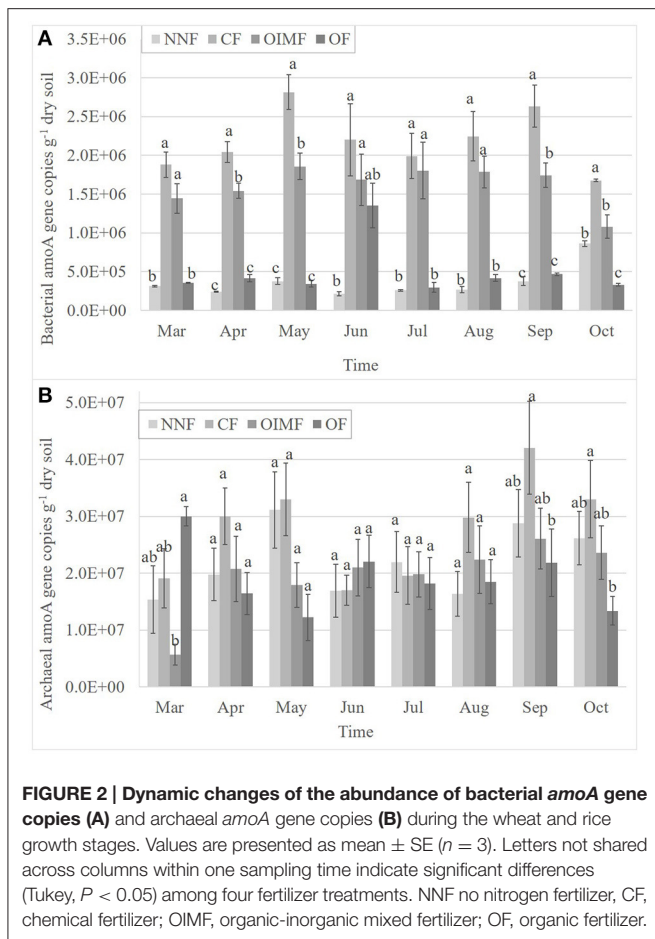 A
3.5E+06
3.0E+06
2.5E+06
2.0E+06
1.5E+06
1.0E+06
5.0E+05
0.0E+00
Bacterial amoA gene copies g⁻¹ dry soil
NNF CF OIMF OF
b a a b
c a b c
c a b c
b a a ab
b a a b
b a a b
c a b c
b a b c
Mar Apr May Jun Jul Aug Sep Oct
Time
B
5.0E+07
4.0E+07
3.0E+07
2.0E+07
1.0E+07
0.0E+00
Archaeal amoA gene copies g⁻¹ dry soil
NNF CF OIMF OF
ab ab b a
a a a a
a a a a
a a a a
a a a a
a a a a
ab a ab b
ab a ab b
Mar Apr May Jun Jul Aug Sep Oct
Time
FIGURE 2 | Dynamic changes of the abundance of bacterial amoA gene
copies (A) and archaeal amoA gene copies (B) during the wheat and rice
growth stages. Values are presented as mean ± SE (n = 3). Letters not shared
across columns within one sampling time indicate significant differences
(Tukey, P < 0.05) among four fertilizer treatments. NNF no nitrogen fertilizer, CF,
chemical fertilizer; OIMF, organic-inorganic mixed fertilizer; OF, organic fertilizer.